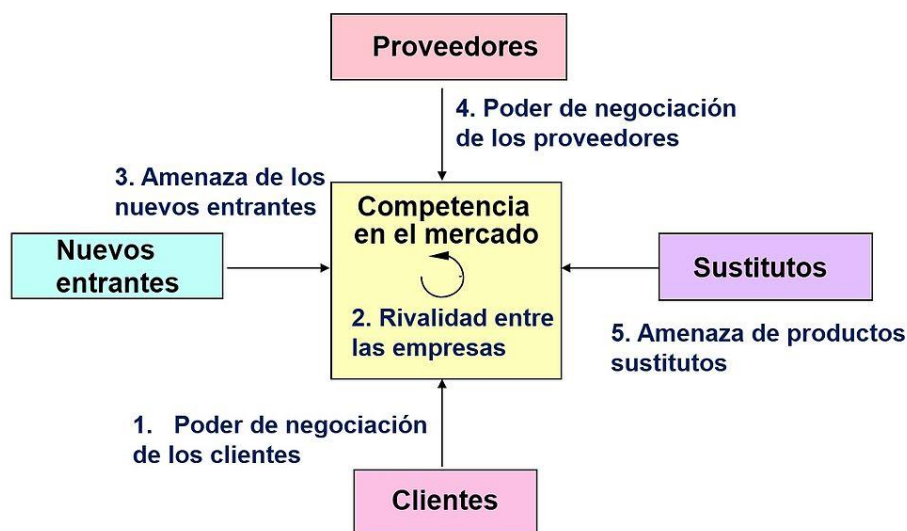 Proveedores
4. Poder de negociación
de los proveedores
3. Amenaza de los
nuevos entrantes
Competencia
en el mercado
Nuevos
entrantes
Sustitutos
2. Rivalidad entre
las empresas
5. Amenaza de productos
sustitutos
1. Poder de negociación
de los clientes
Clientes